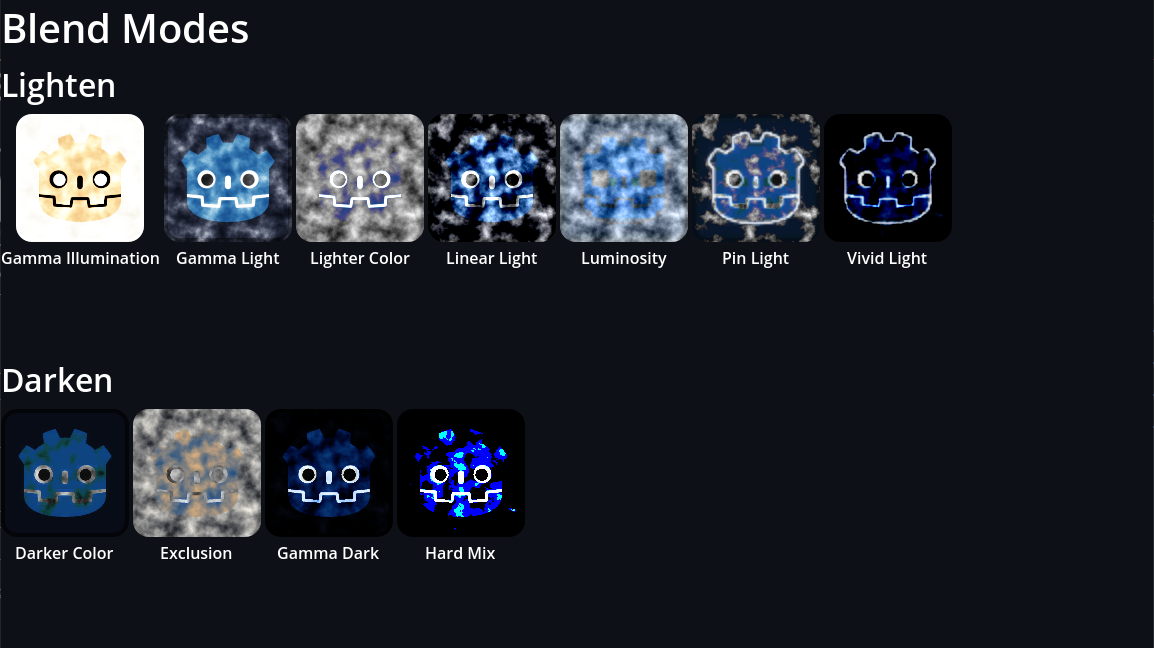 Blend Modes
Lighten
Gamma Illumination Gamma Light Lighter Color Linear Light Luminosity Pin Light Vivid Light
Darken
Darker Color Exclusion Gamma Dark Hard Mix